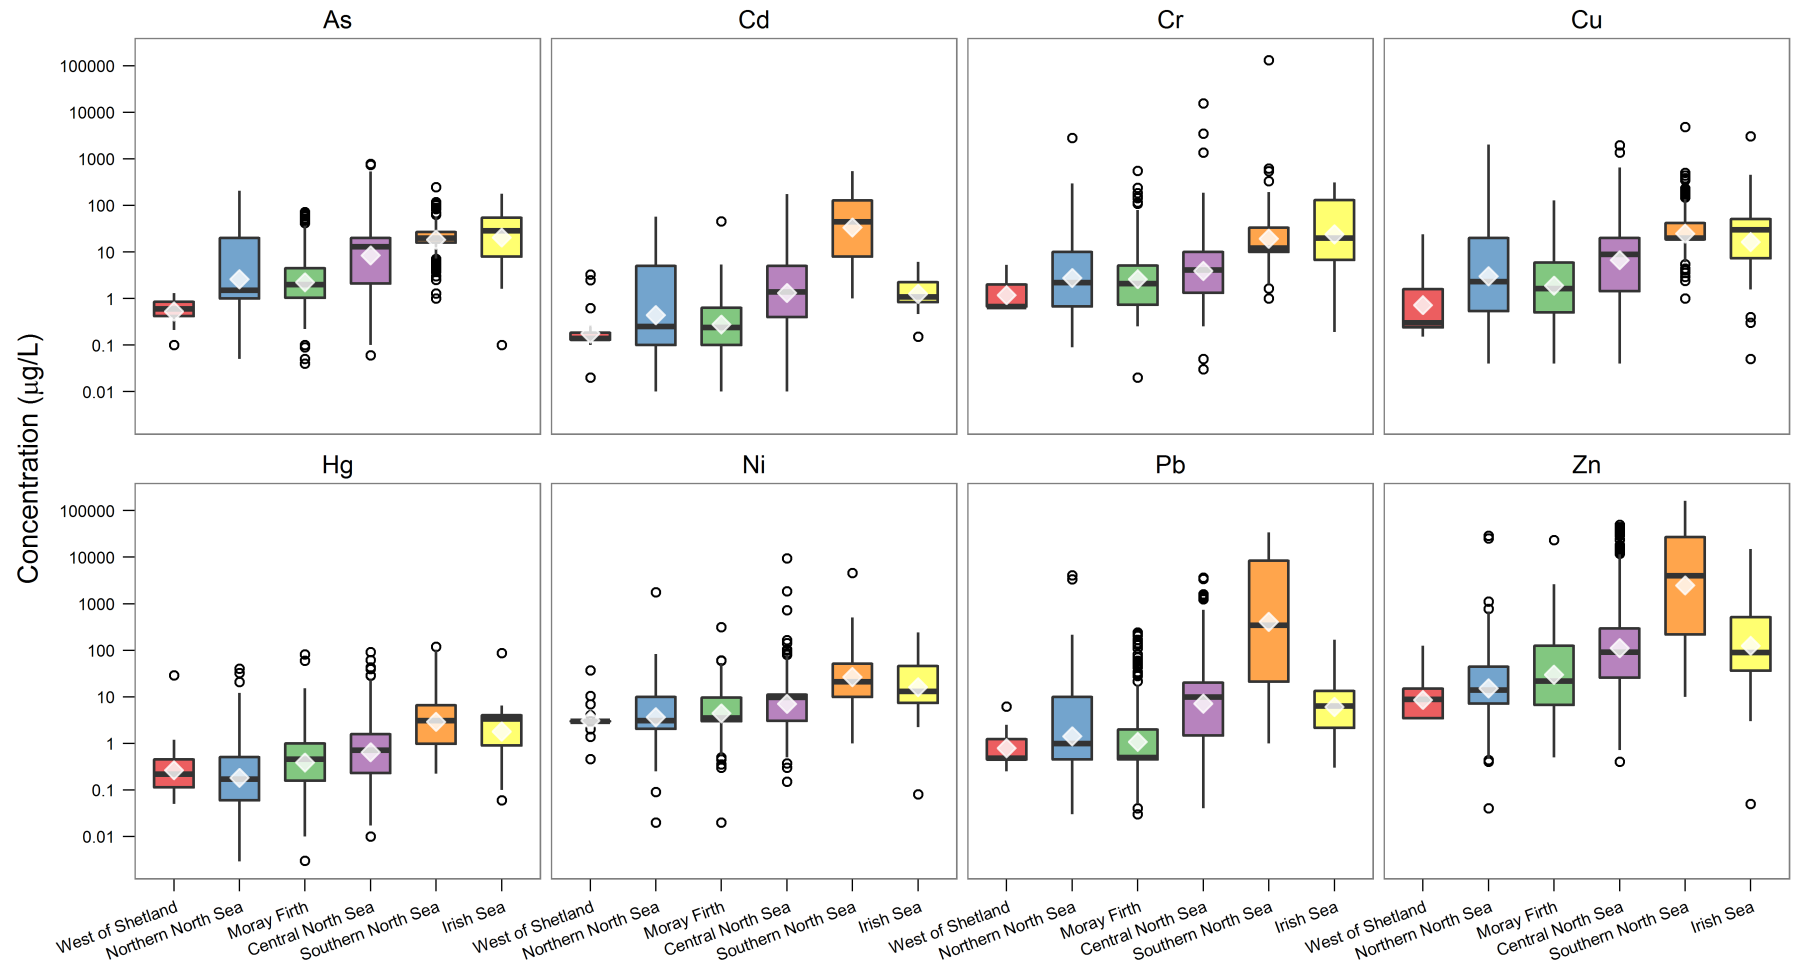 As Cd Cr Cu
100000
10000
1000
100
10
1
0.1
0.01
Concentration (µg/L)
Hg Ni Pb Zn
100000
10000
1000
100
10
1
0.1
0.01
West of Shetland
Northern North Sea
Moray Firth
Central North Sea
Southern North Sea
Irish Sea
West of Shetland
Northern North Sea
Moray Firth
Central North Sea
Southern North Sea
Irish Sea
West of Shetland
Northern North Sea
Moray Firth
Central North Sea
Southern North Sea
Irish Sea
West of Shetland
Northern North Sea
Moray Firth
Central North Sea
Southern North Sea
Irish Sea